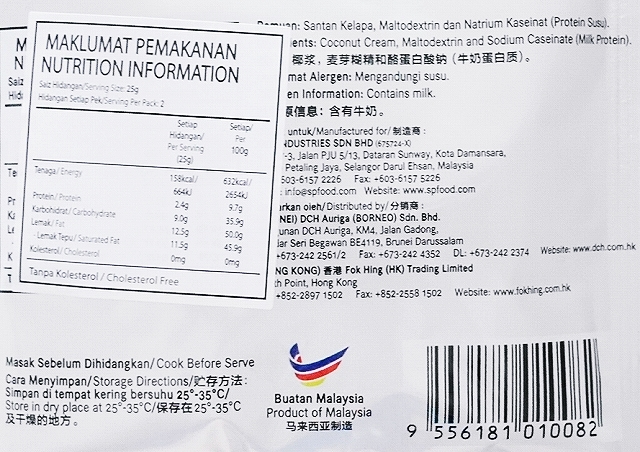 MAKLUMAT PEMAKANAN
NUTRITION INFORMATION
Saiz Hidangan/Serving Size: 25g
Hidangan Setiap Pek/Serving Per Pack: 2
Setiap Hidangan/ Per Serving (25g)
Setiap/ Per 100g
Tenaga/ Energy 158kcal/ 664kJ 632kcal/ 2654kJ
Protein/ Protein 2.4g 9.7g
Karbohidrat/ Carbohydrate 9.0g 35.9g
Lemak/ Fat 12.5g 50.0g
- Lemak Tepu/ Saturated Fat 11.5g 45.9g
Kolesterol/ Cholesterol 0mg 0mg
Tanpa Kolesterol / Cholesterol Free
Santan Kelapa, Maltodextrin dan Natrium Kaseinat (Protein Susu).
ients: Coconut Cream, Maltodextrin and Sodium Caseinate (Milk Protein).
椰浆，麦芽糊精和酪蛋白酸钠（牛奶蛋白质）。
mat Alergen: Mengandungi susu.
en Information: Contains milk.
信息：含有牛奶。
untuk/Manufactured for/制造商：
NDUSTRIES SDN BHD (675724-X)
-3, Jalan PJU 5/13, Dataran Sunway, Kota Damansara,
Petaling Jaya, Selangor Darul Ehsan, Malaysia
503-6157 2226 Fax: +603-6157 5226
: info@spfood.com Website: www.spfood.com
rkan oleh/Distributed by/分销商：
NEI) DCH Auriga (BORNEO) Sdn. Bhd.
unan DCH Auriga, KM4, Jalan Gadong,
ar Seri Begawan BE4119, Brunei Darussalam
+673-242 2561/2 Fax: +673-242 4352 DL: +673-242 2374 Website: www.dch.com.hk
NG KONG) 香港 Fok Hing (HK) Trading Limited
h Point, Hong Kong
+852-2897 1502 Fax: +852-2558 1502 Website: www.fokhing.com.hk
Masak Sebelum Dihidangkan/Cook Before Serve
Cara Menyimpan/Storage Directions/贮存方法：
Simpan di tempat kering bersuhu 25°-35°C/
Store in dry place at 25°-35°C/保存在25°-35°C
及干燥的地方。
Buatan Malaysia
Product of Malaysia
马来西亚制造
9 556181 010082